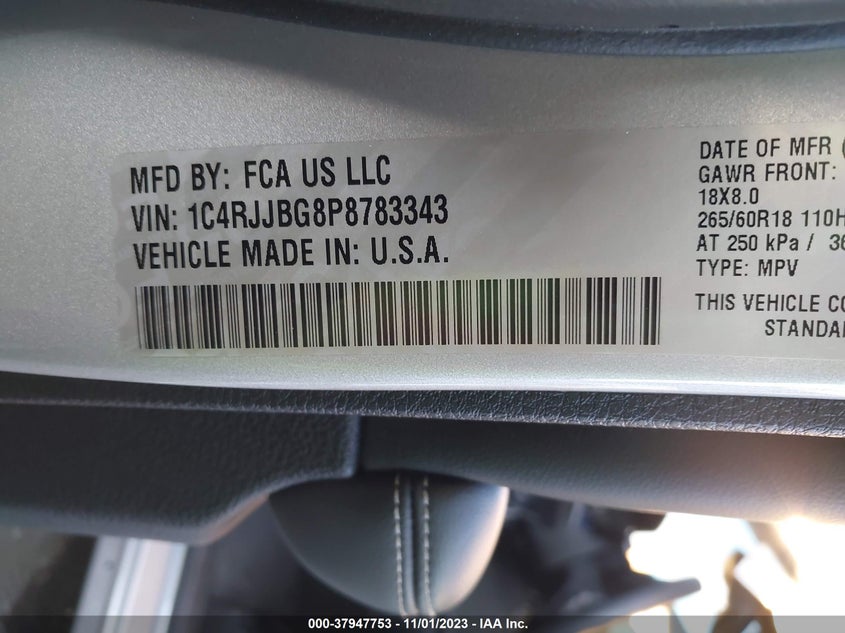 MFD BY: FCA US LLC
VIN: 1C4RJJBG8P8783343
VEHICLE MADE IN: U.S.A.
DATE OF MFR (
GAWR FRONT:
18X8.0
265/60R18 110H
AT 250 kPa / 36
TYPE: MPV
THIS VEHICLE CO
STANDA
000-37947753 - 11/01/2023 - IAA Inc.